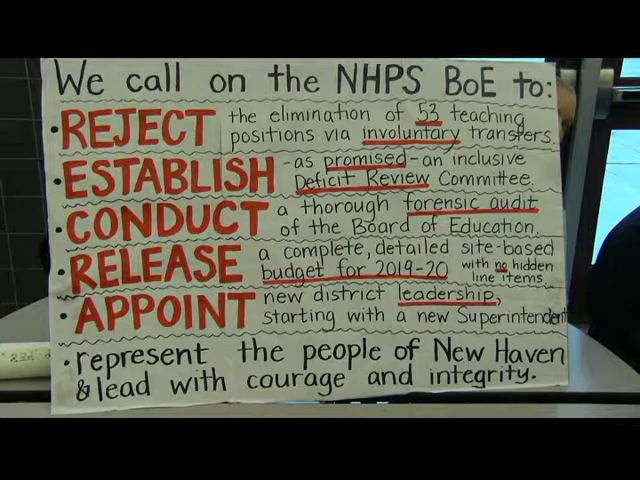 We call on the NHPS BoE to:
• REJECT the elimination of 53 teaching
positions via involuntary transfers.
• ESTABLISH - as promised - an inclusive
Deficit Review Committee.
• CONDUCT a thorough forensic audit
of the Board of Education.
• RELEASE a complete, detailed site-based
budget for 2019-20 with no hidden
line items
• APPOINT new district leadership,
starting with a new Superintendent
• represent the people of New Haven
& lead with courage and integrity.